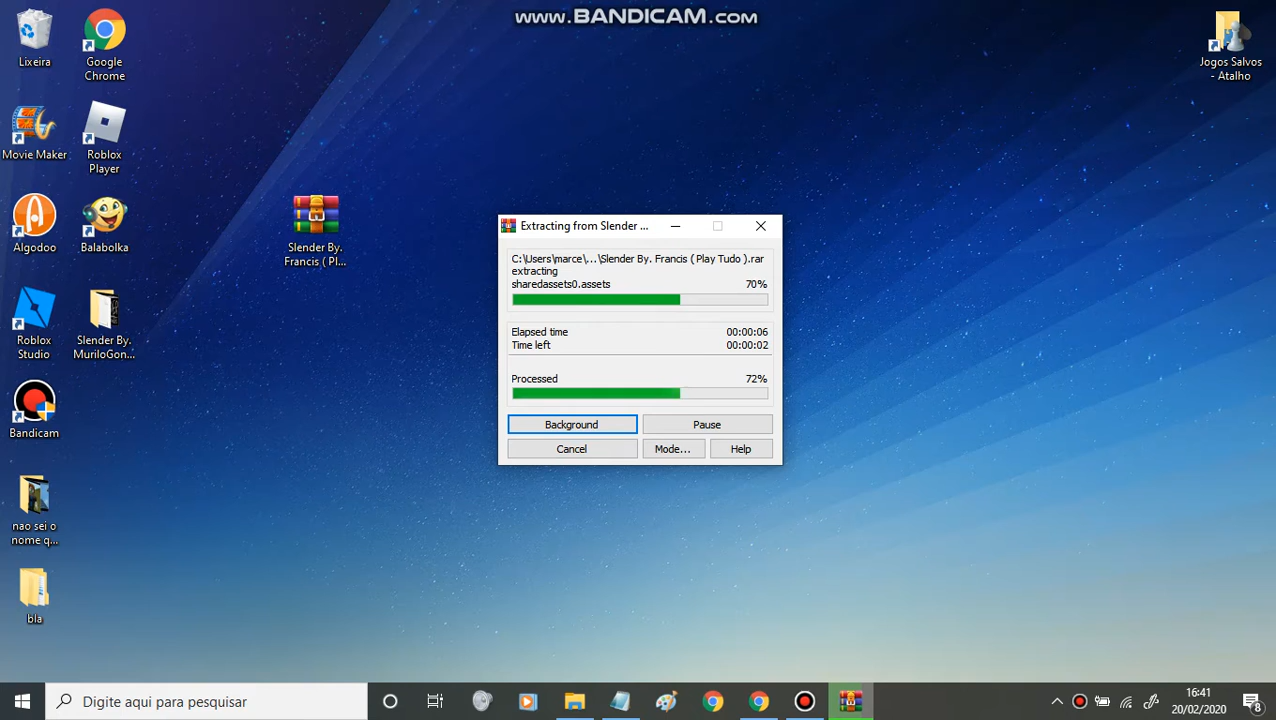 www.BANDICAM.com
Lixeira
Google
Chrome
Jogos Salvos
- Atalho
Movie Maker
Roblox
Player
Algodoo
Balabolka
Slender By.
Francis ( Pl...
Roblox
Studio
Slender By.
MuriloGon...
Bandicam
nao sei o
nome q...
bla
Extracting from Slender ...
C:\Users\marce\...\Slender By. Francis ( Play Tudo ).rar
extracting
sharedassets0.assets 70%
Elapsed time 00:00:06
Time left 00:00:02
Processed 72%
Background Pause
Cancel Mode... Help
Digite aqui para pesquisar
16:41
20/02/2020
8